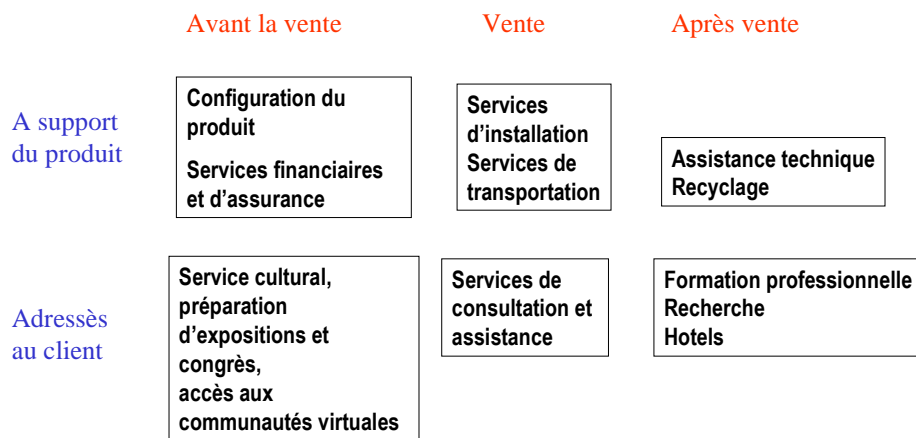 Avant la vente
Vente
Après vente
A support
du produit
Configuration du
produit
Services financiaires
et d’assurance
Services
d’installation
Services de
transportation
Assistance technique
Recyclage
Adressès
au client
Service cultural,
préparation
d’expositions et
congrès,
accès aux
communautés virtuales
Services de
consultation et
assistance
Formation professionnelle
Recherche
Hotels